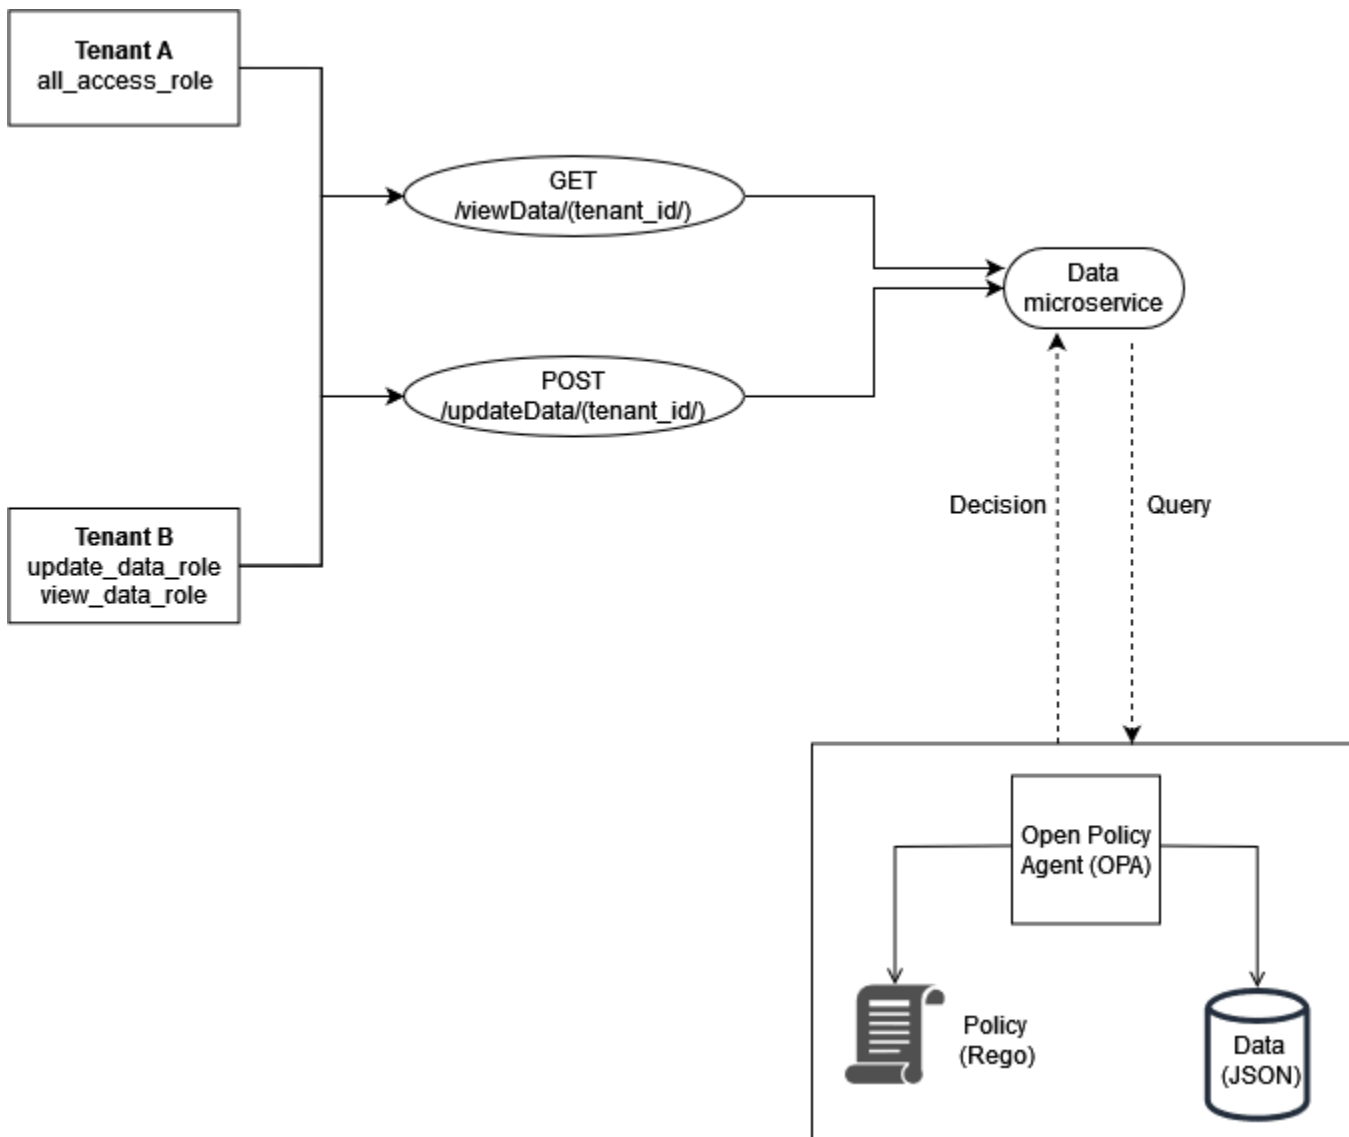 Tenant A
all_access_role
GET
/viewData/(tenant_id/)
Data
microservice
POST
/updateData/(tenant_id/)
Decision
Query
Tenant B
update_data_role
view_data_role
Open Policy
Agent (OPA)
Policy
(Rego)
Data
(JSON)